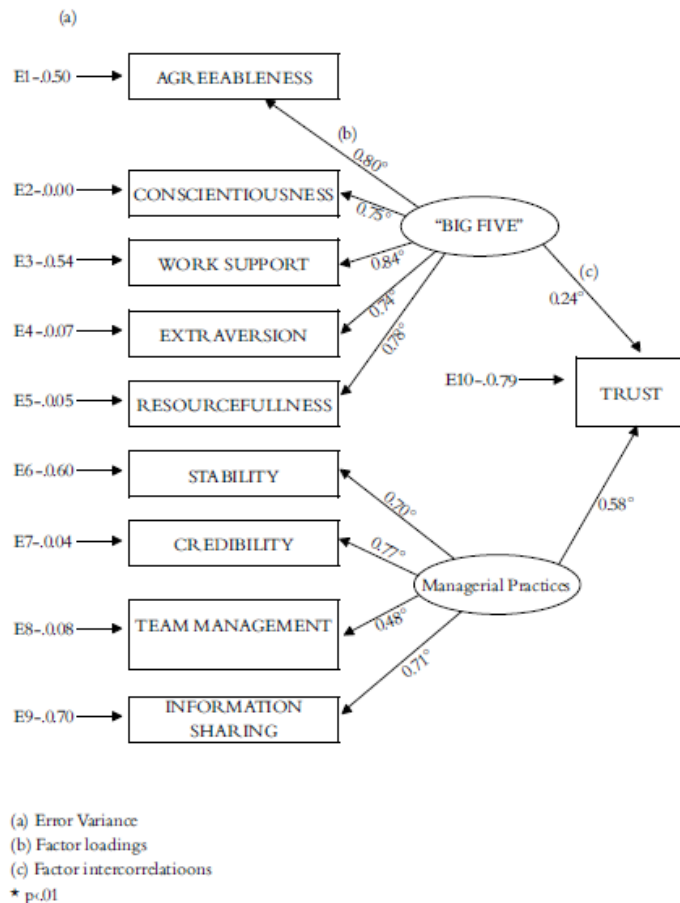 (a)
E1-.0.50
AGREEABLENESS
(b)
0.80°
E2-.0.00
CONSCIENTIOUSNESS
0.75°
"BIG FIVE"
E3-.0.54
WORK SUPPORT
0.84°
(c)
0.24°
E4-.0.07
EXTRAVERSION
0.74°
0.78°
E5-.0.05
RESOURCEFULLNESS
E10-.0.79
TRUST
E6-.0.60
STABILITY
0.70°
0.58°
E7-.0.04
CREDIBILITY
0.77°
Managerial Practices
E8-.0.08
TEAM MANAGEMENT
0.48°
0.71°
E9-.0.70
INFORMATION
SHARING
(a) Error Variance
(b) Factor loadings
(c) Factor intercorrelatioons
* p<.01